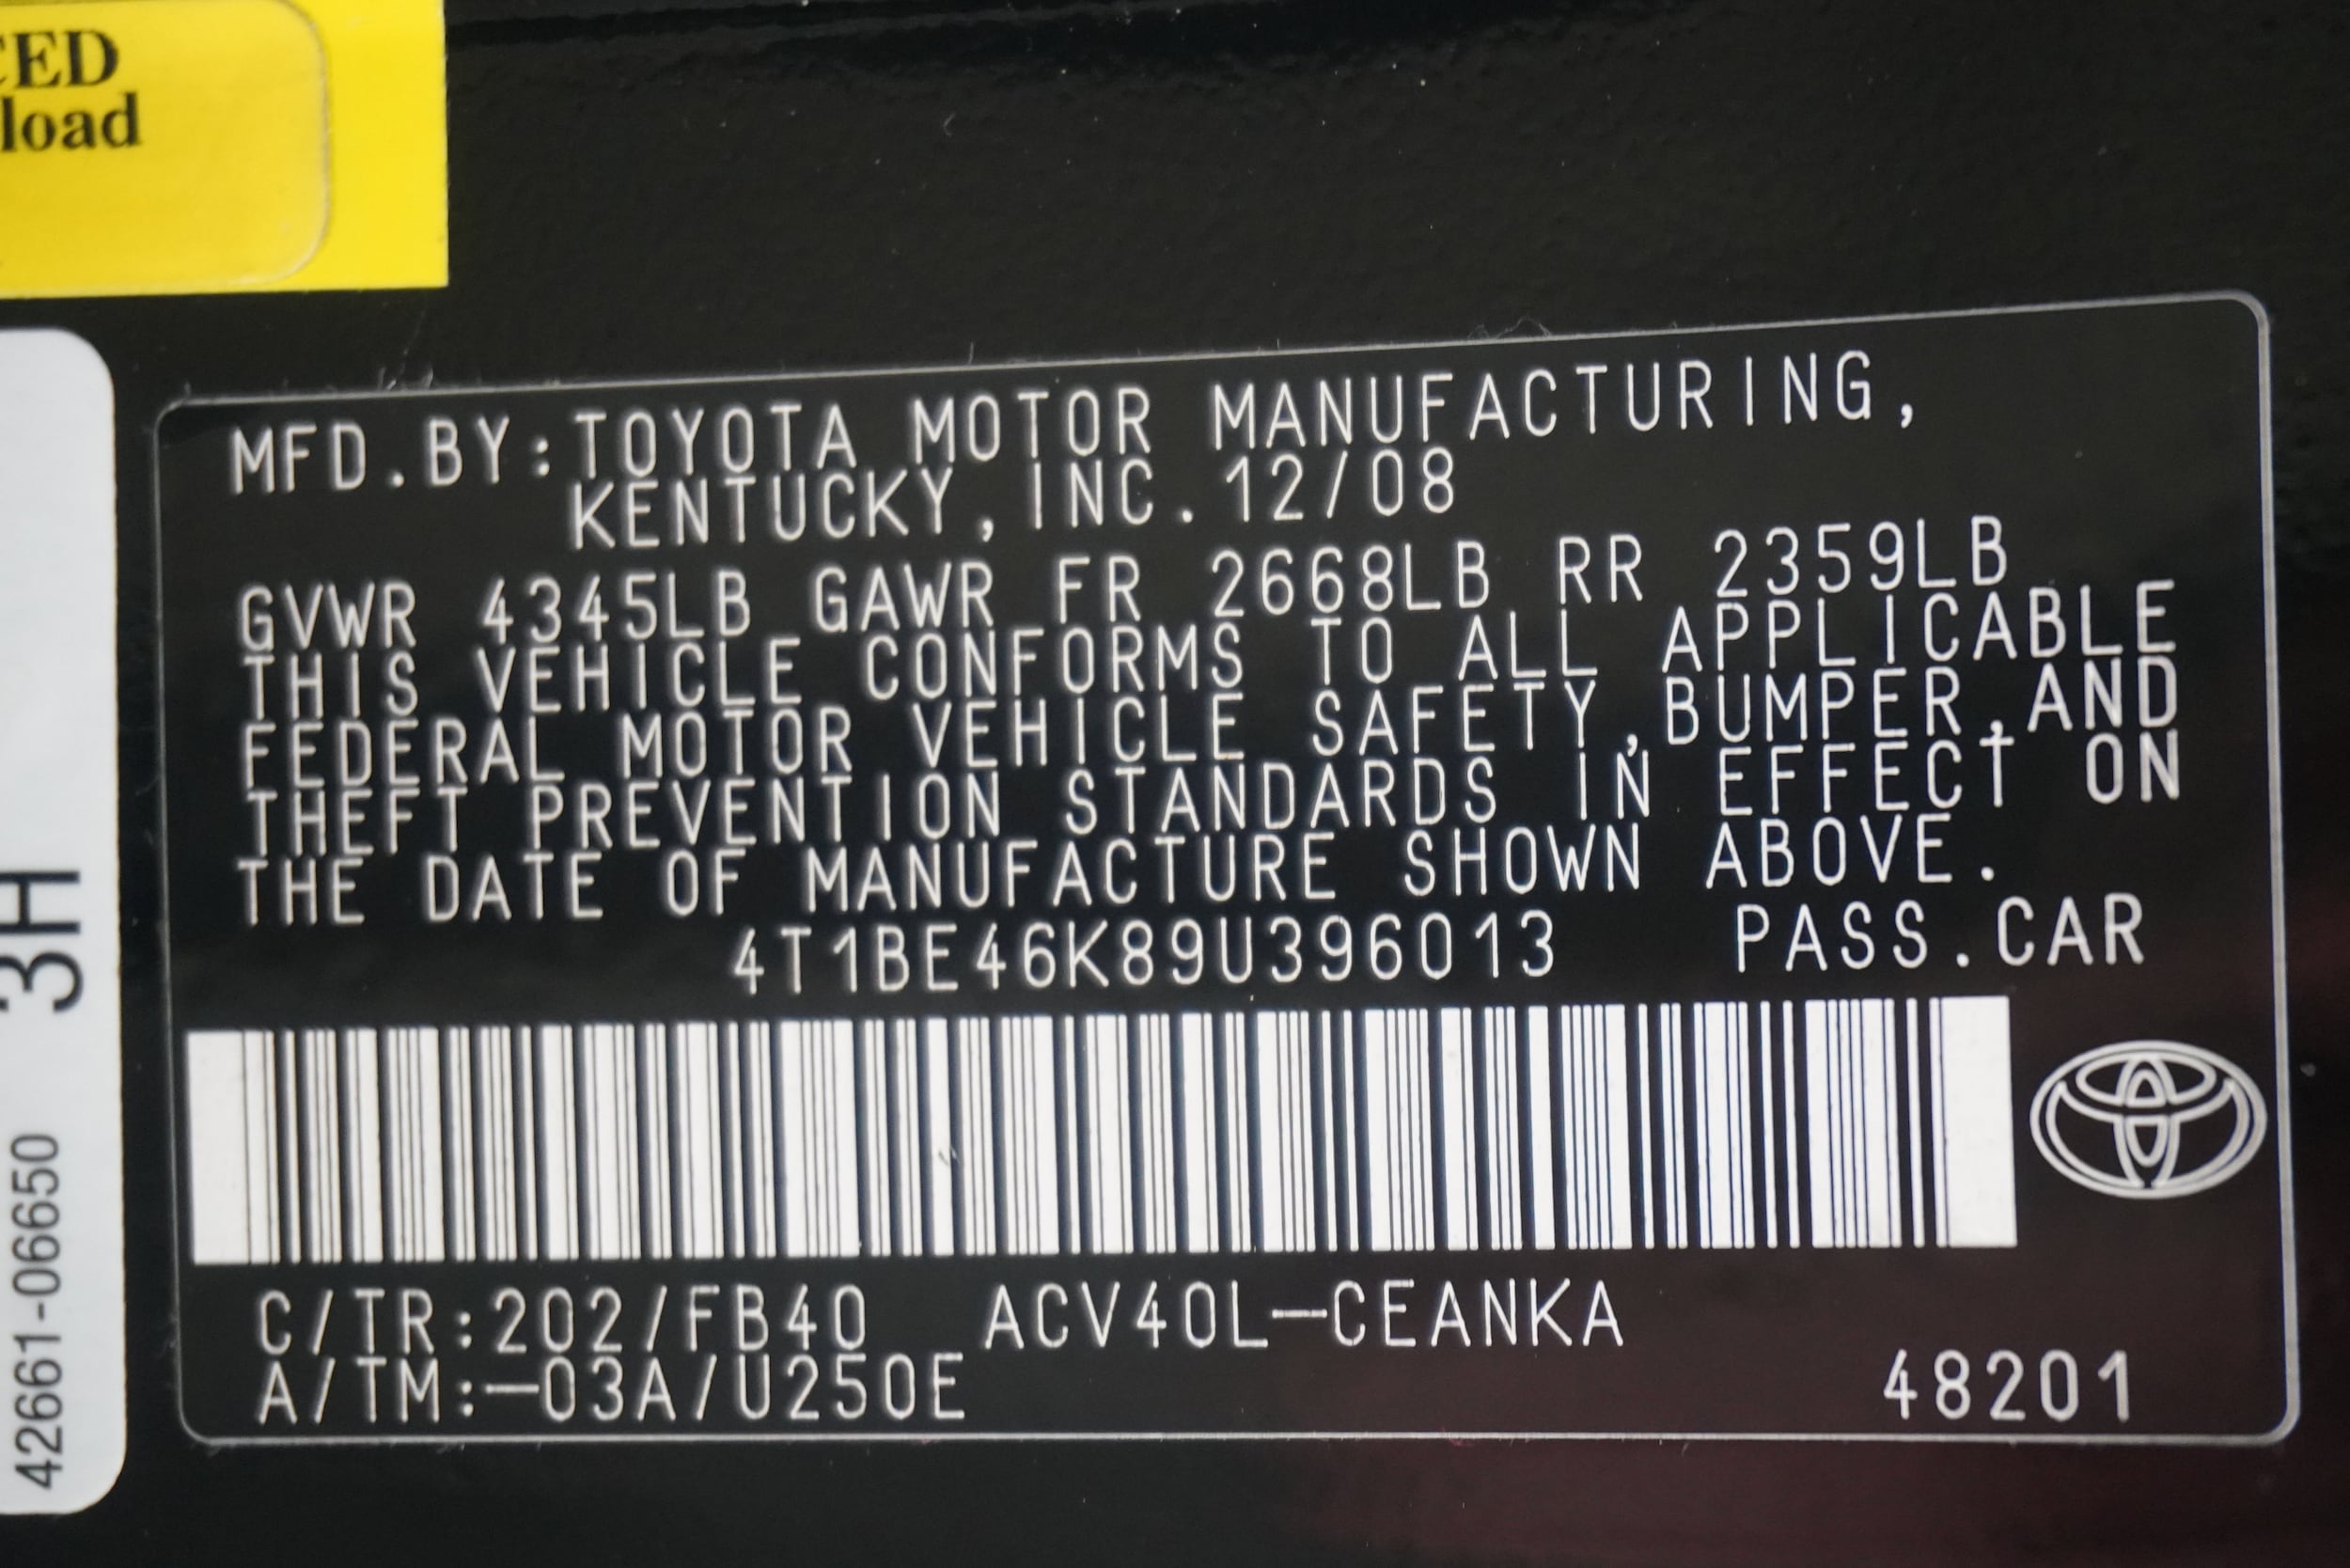 CED
load
MFD.BY:TOYOTA MOTOR MANUFACTURING,
KENTUCKY,INC.12/08
GVWR 4345LB GAWR FR 2668LB RR 2359LB
THIS VEHICLE CONFORMS TO ALL APPLICABLE
FEDERAL MOTOR VEHICLE SAFETY,BUMPER,AND
THEFT PREVENTION STANDARDS IN EFFECT ON
THE DATE OF MANUFACTURE SHOWN ABOVE.
4T1BE46K89U396013 PASS.CAR
C/TR:202/FB40 ACV40L-CEANKA
A/TM:-03A/U250E 48201
42661-06650 3H